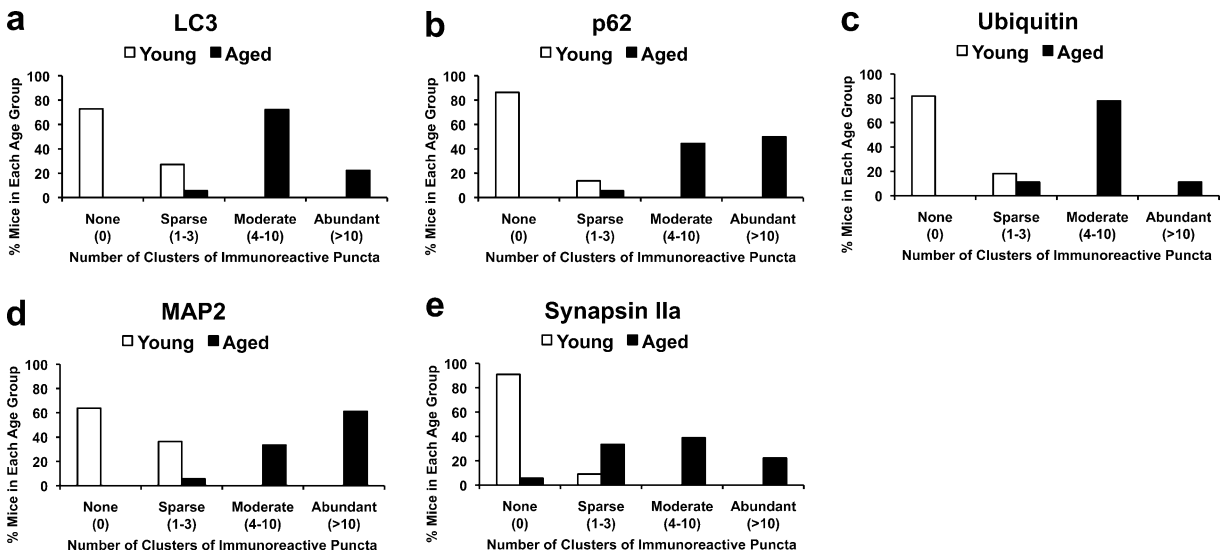 a
LC3
Young Aged
% Mice in Each Age Group
100
80
60
40
20
0
None Sparse Moderate Abundant
(0) (1-3) (4-10) (>10)
Number of Clusters of Immunoreactive Puncta
b
p62
Young Aged
% Mice in Each Age Group
100
80
60
40
20
0
None Sparse Moderate Abundant
(0) (1-3) (4-10) (>10)
Number of Clusters of Immunoreactive Puncta
c
Ubiquitin
Young Aged
% Mice in Each Age Group
100
80
60
40
20
0
None Sparse Moderate Abundant
(0) (1-3) (4-10) (>10)
Number of Clusters of Immunoreactive Puncta
d
MAP2
Young Aged
% Mice in Each Age Group
100
80
60
40
20
0
None Sparse Moderate Abundant
(0) (1-3) (4-10) (>10)
Number of Clusters of Immunoreactive Puncta
e
Synapsin IIa
Young Aged
% Mice in Each Age Group
100
80
60
40
20
0
None Sparse Moderate Abundant
(0) (1-3) (4-10) (>10)
Number of Clusters of Immunoreactive Puncta